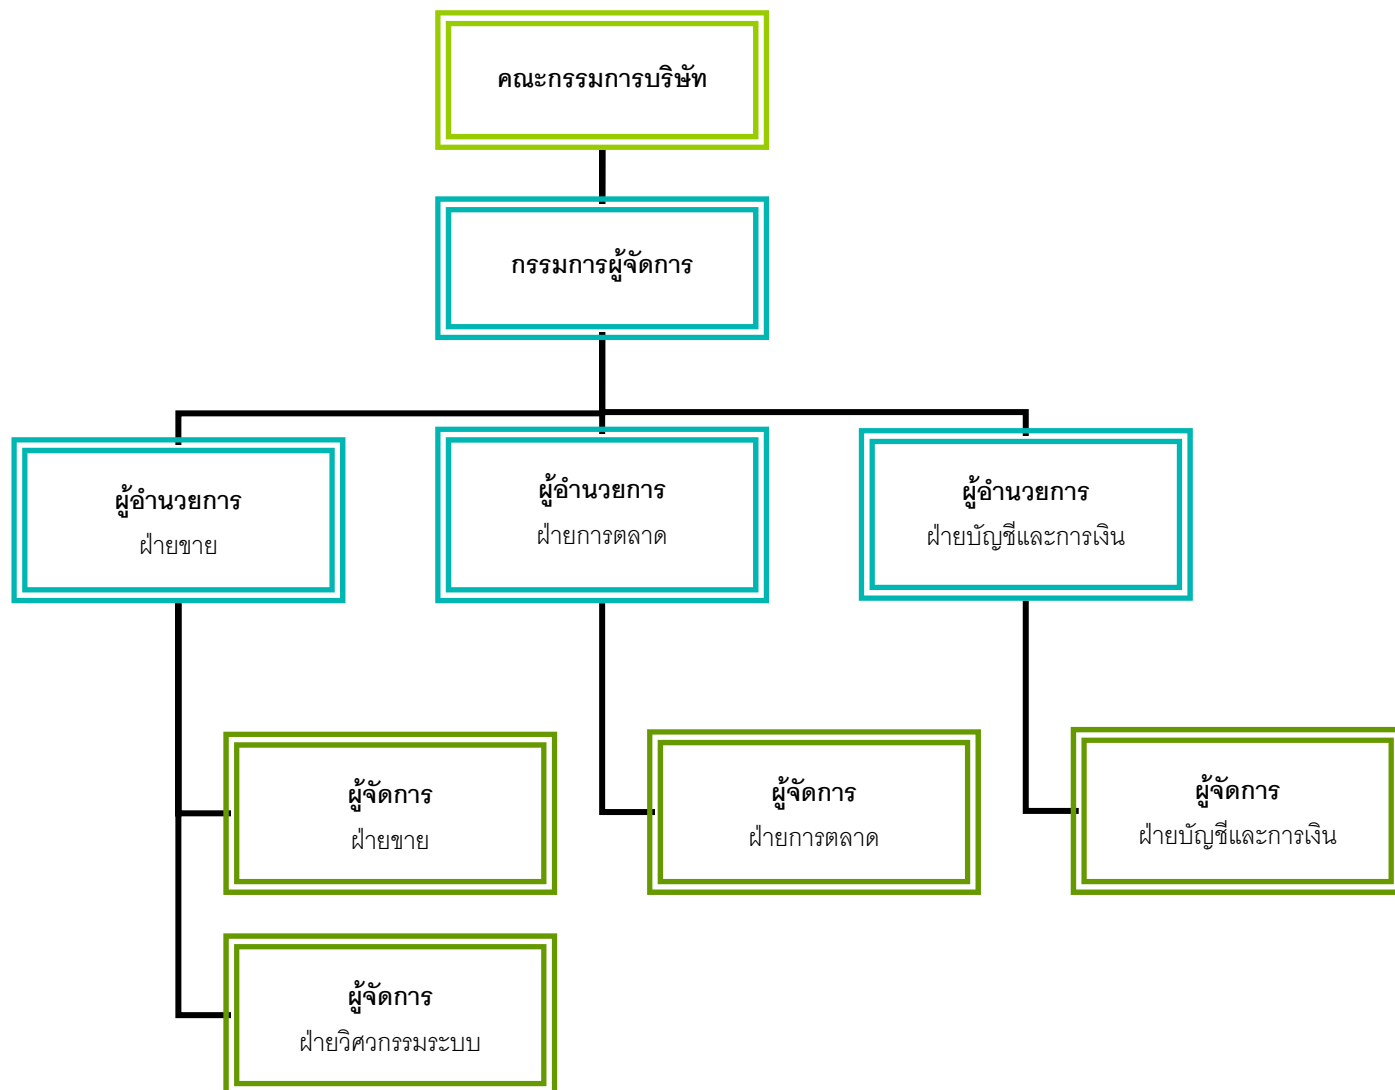 คณะกรรมการบริษัท
กรรมการผู้จัดการ
ผู้อำนวยการ
ฝ่ายขาย
ผู้อำนวยการ
ฝ่ายการตลาด
ผู้อำนวยการ
ฝ่ายบัญชีและการเงิน
ผู้จัดการ
ฝ่ายขาย
ผู้จัดการ
ฝ่ายการตลาด
ผู้จัดการ
ฝ่ายบัญชีและการเงิน
ผู้จัดการ
ฝ่ายวิศวกรรมระบบ